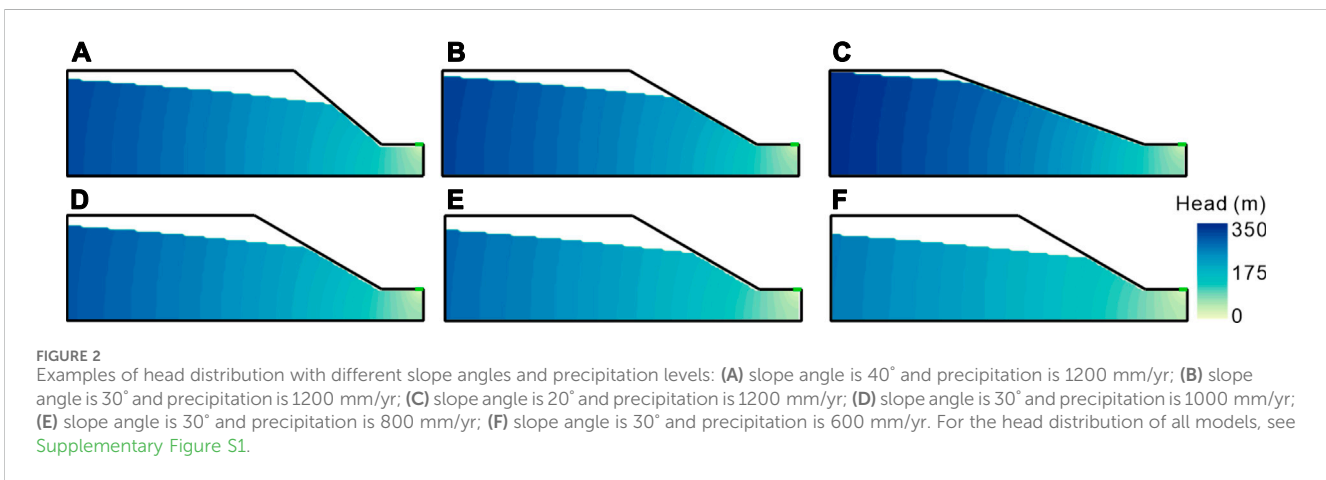 A
B
C
D
E
F
Head (m)
350
175
0
FIGURE 2
Examples of head distribution with different slope angles and precipitation levels: (A) slope angle is 40° and precipitation is 1200 mm/yr; (B) slope
angle is 30° and precipitation is 1200 mm/yr; (C) slope angle is 20° and precipitation is 1200 mm/yr; (D) slope angle is 30° and precipitation is 1000 mm/yr;
(E) slope angle is 30° and precipitation is 800 mm/yr; (F) slope angle is 30° and precipitation is 600 mm/yr. For the head distribution of all models, see
Supplementary Figure S1.